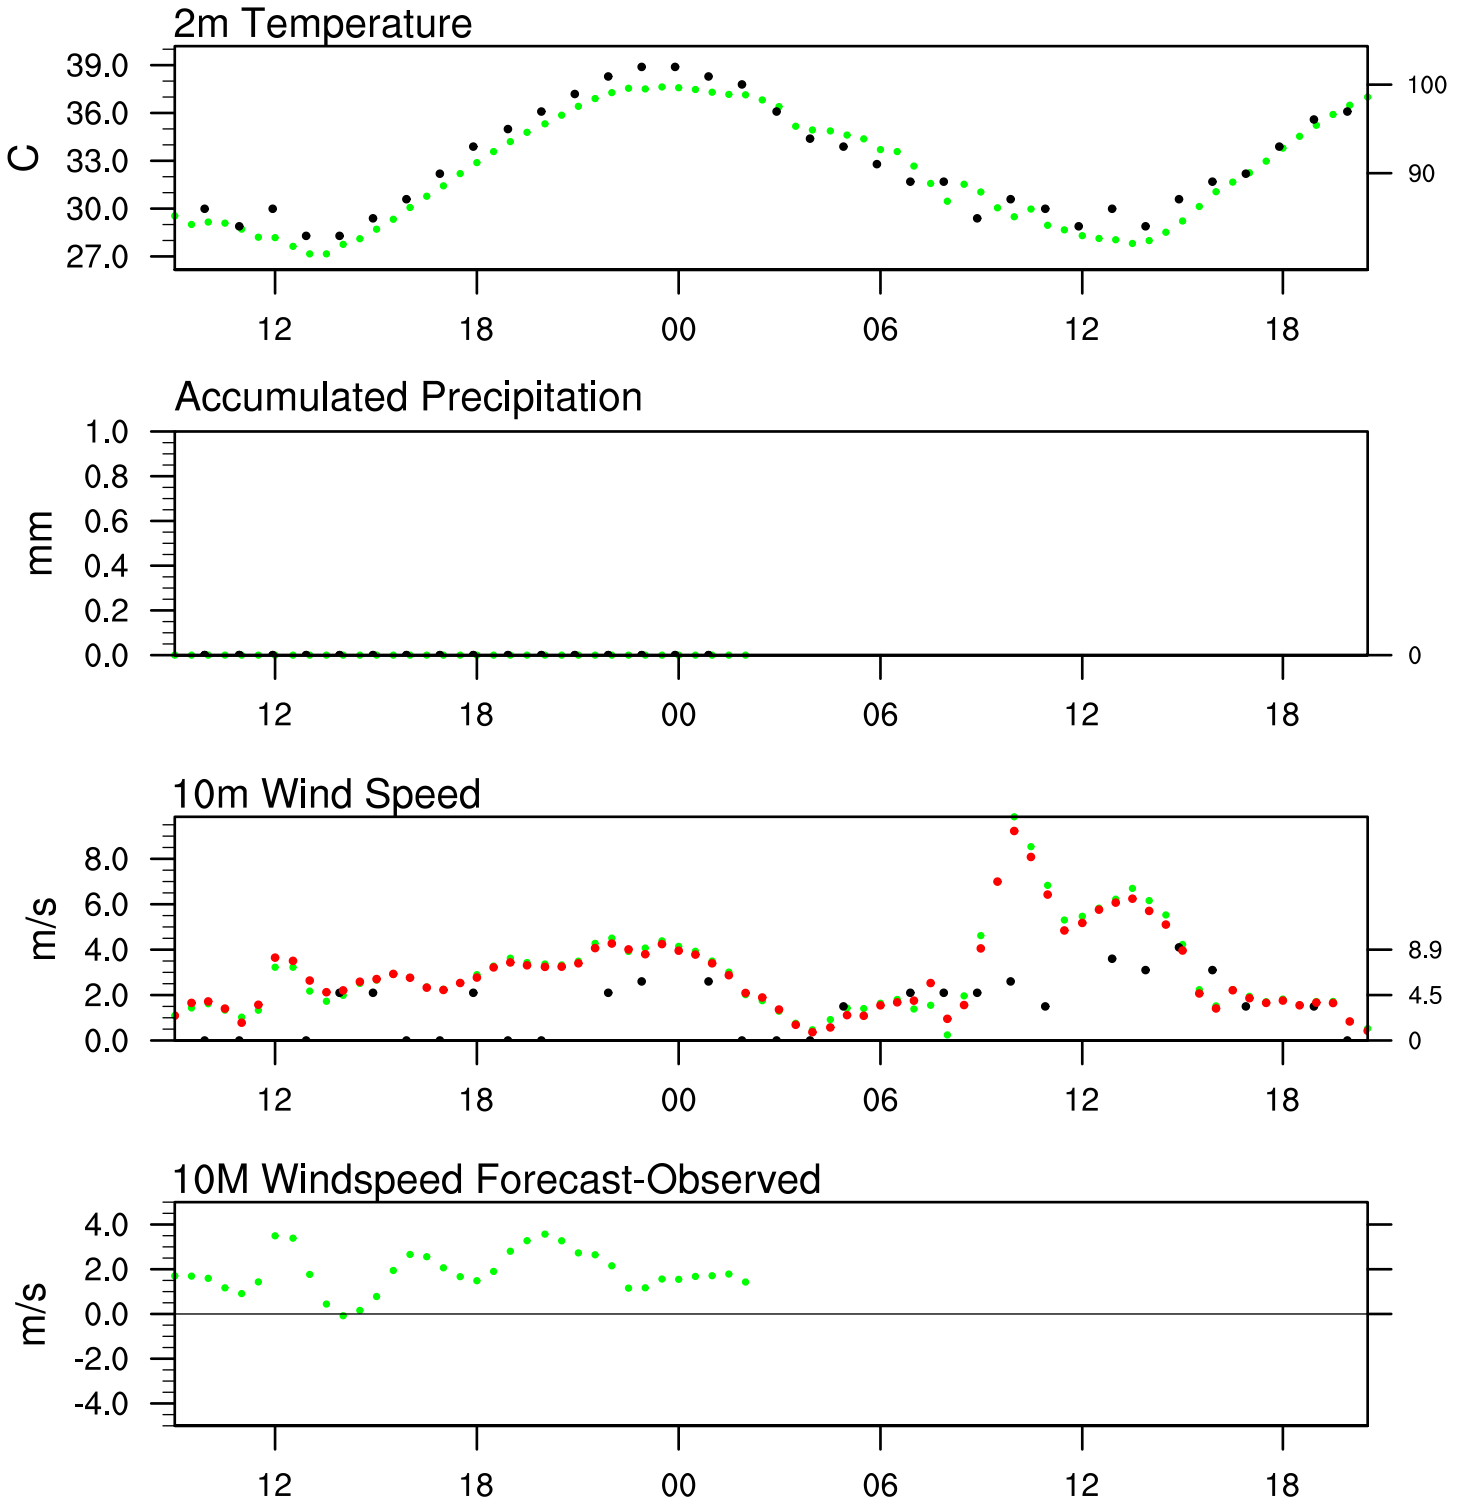 2m Temperature
39.0
36.0
33.0
30.0
27.0
C
100
90
12 18 00 06 12 18
Accumulated Precipitation
1.0
0.8
0.6
0.4
0.2
0.0
mm
0
12 18 00 06 12 18
10m Wind Speed
8.0
6.0
4.0
2.0
0.0
m/s
8.9
4.5
0
12 18 00 06 12 18
10M Windspeed Forecast-Observed
4.0
2.0
0.0
-2.0
-4.0
m/s
12 18 00 06 12 18